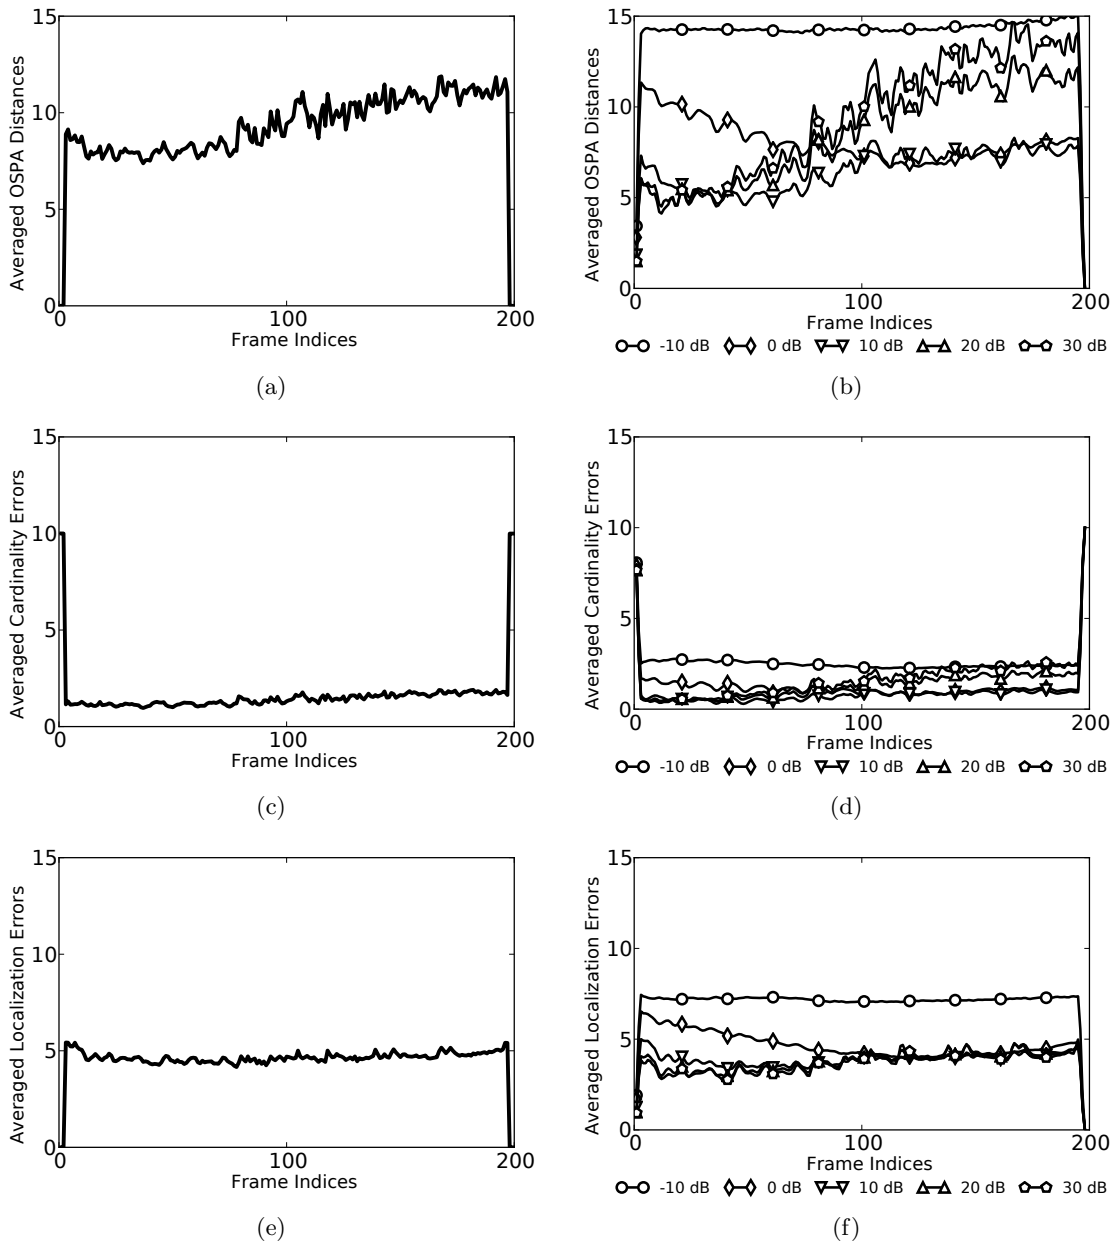 15
10
5
0
0 100 200
Averaged OSPA Distances
Frame Indices
(a)
15
10
5
0
0 100 200
Averaged OSPA Distances
Frame Indices
-10 dB 0 dB 10 dB 20 dB 30 dB
(b)
15
10
5
0
0 100 200
Averaged Cardinality Errors
Frame Indices
(c)
15
10
5
0
0 100 200
Averaged Cardinality Errors
Frame Indices
-10 dB 0 dB 10 dB 20 dB 30 dB
(d)
15
10
5
0
0 100 200
Averaged Localization Errors
Frame Indices
(e)
15
10
5
0
0 100 200
Averaged Localization Errors
Frame Indices
-10 dB 0 dB 10 dB 20 dB 30 dB
(f)